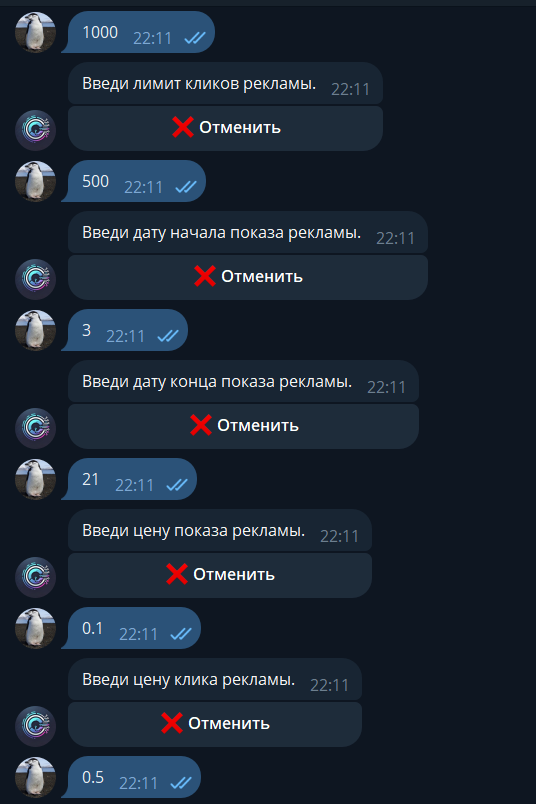 1000 22:11
Введи лимит кликов рекламы. 22:11
Отменить
500 22:11
Введи дату начала показа рекламы. 22:11
Отменить
3 22:11
Введи дату конца показа рекламы. 22:11
Отменить
21 22:11
Введи цену показа рекламы. 22:11
Отменить
0.1 22:11
Введи цену клика рекламы. 22:11
Отменить
0.5 22:11